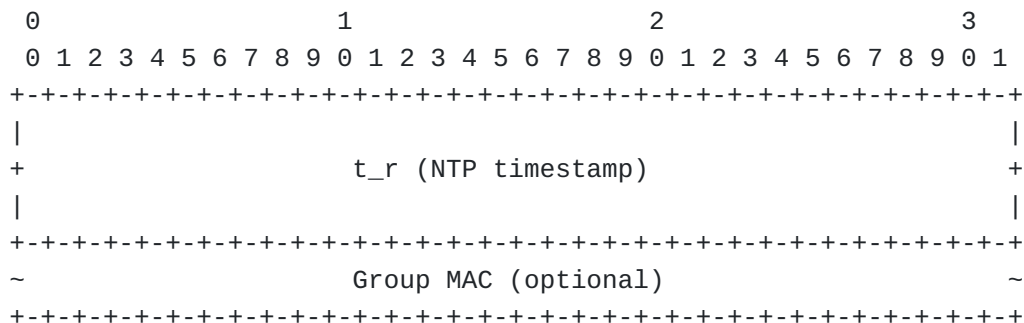 0                   1                   2                   3
 0 1 2 3 4 5 6 7 8 9 0 1 2 3 4 5 6 7 8 9 0 1 2 3 4 5 6 7 8 9 0 1
+-+-+-+-+-+-+-+-+-+-+-+-+-+-+-+-+-+-+-+-+-+-+-+-+-+-+-+-+-+-+-+-+
|                                                               |
+                     t_r (NTP timestamp)                       +
|                                                               |
+-+-+-+-+-+-+-+-+-+-+-+-+-+-+-+-+-+-+-+-+-+-+-+-+-+-+-+-+-+-+-+-+
~                     Group MAC (optional)                      ~
+-+-+-+-+-+-+-+-+-+-+-+-+-+-+-+-+-+-+-+-+-+-+-+-+-+-+-+-+-+-+-+-+